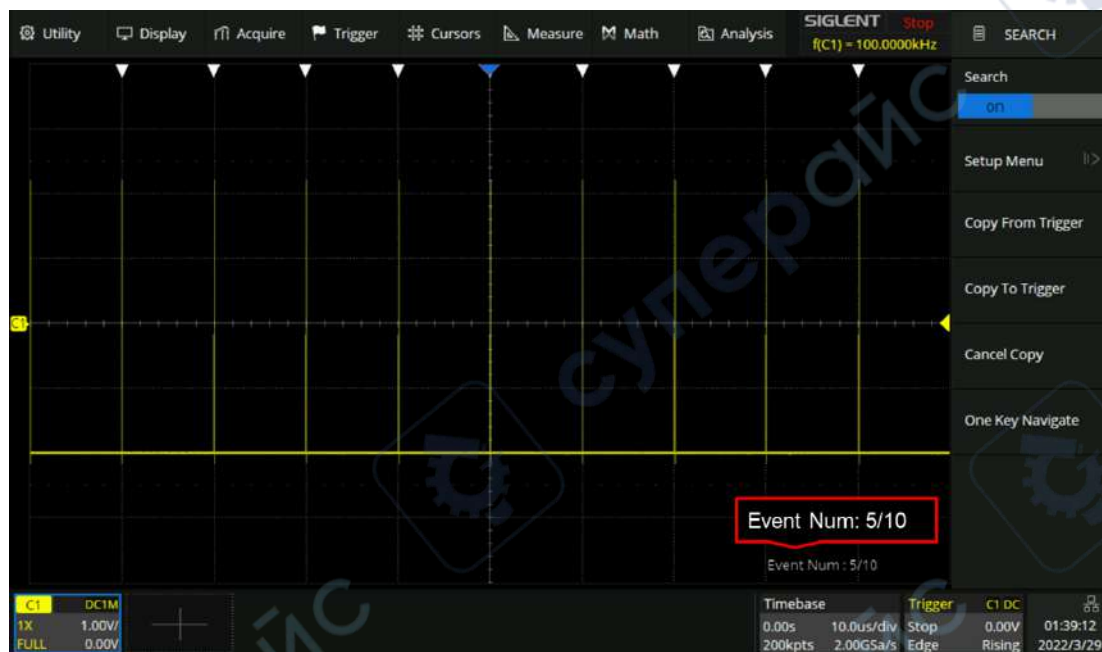 Utility Display Acquire Trigger Cursors Measure Math Analysis
SIGLENT Stop
f(C1) = 100.0000kHz
SEARCH
Search
on
Setup Menu
Copy From Trigger
Copy To Trigger
Cancel Copy
One Key Navigate
C1
Event Num: 5/10
Event Num : 5/10
C1 DC1M
1X 1.00V/
FULL 0.00V
Timebase
0.00s 10.0us/div
200kpts 2.00GSa/s
Trigger C1 DC
Stop 0.00V
Edge Rising
01:39:12
2022/3/29
суперайс
айс
йс